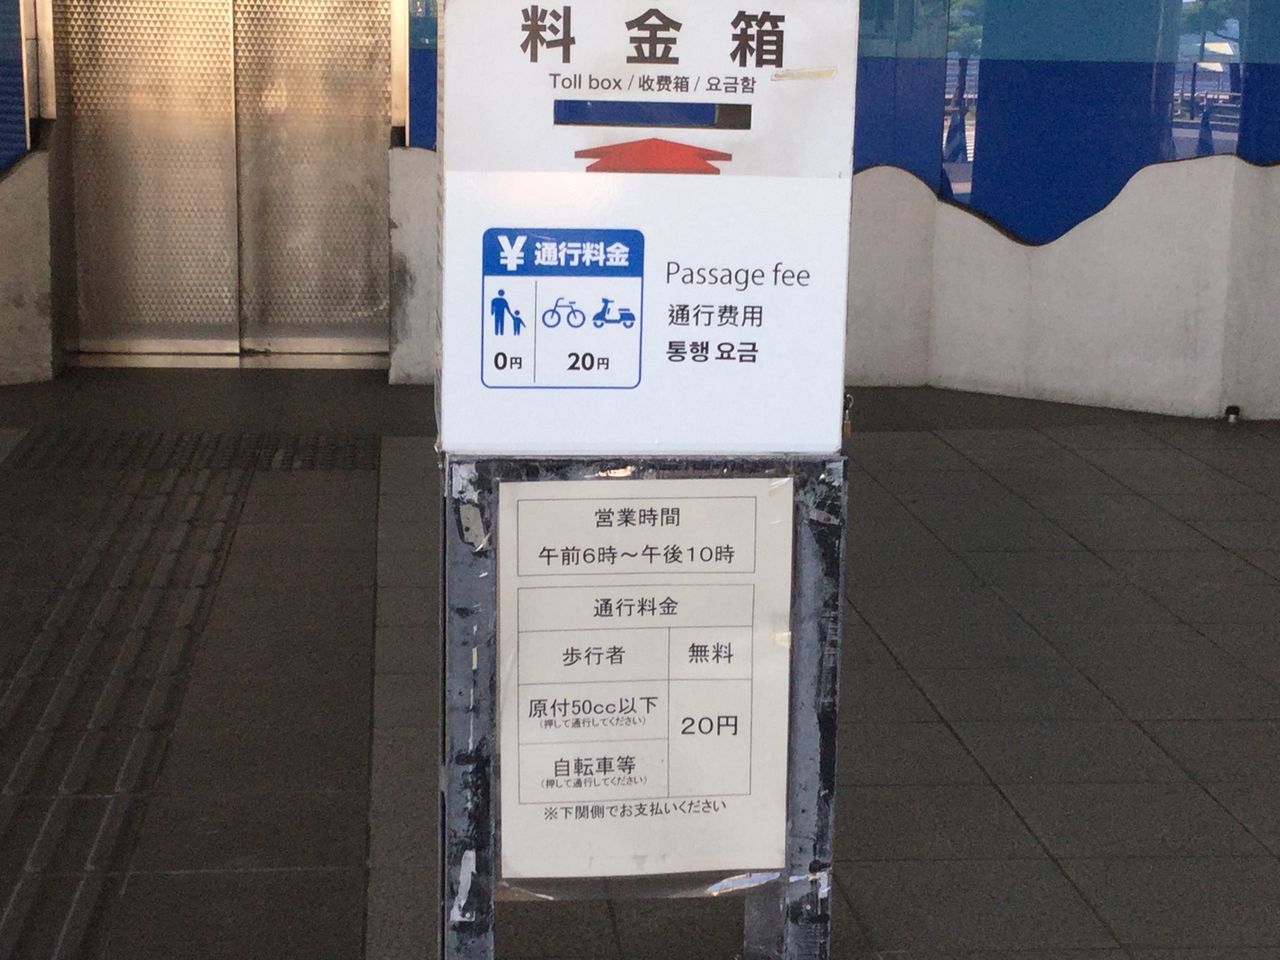 料金箱
Toll box / 收费箱 / 요금함
¥ 通行料金
0円 20円
Passage fee
通行费用
통행 요금
営業時間
午前6時～午後10時
通行料金
歩行者 無料
原付50cc以下
(押して通行してください)
20円
自転車等
(押して通行してください)
※下関側でお支払いください